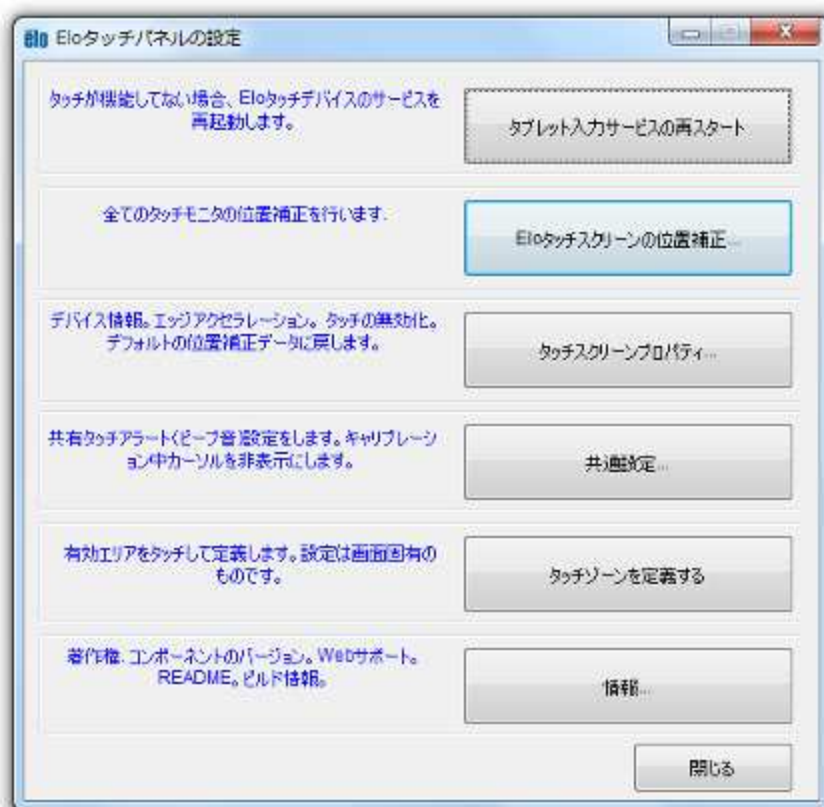 elo Eloタッチパネルの設定
タッチが機能してない場合、Eloタッチデバイスのサービスを
再起動します。
タブレット入力サービスの再スタート
全てのタッチモニタの位置補正を行います.
Eloタッチスクリーンの位置補正...
デバイス情報。エッジアクセラレーション。タッチの無効化。
デフォルトの位置補正データに戻します。
タッチスクリーンプロパティ...
共有タッチアラート(ビープ音)設定をします。キャリブレーシ
ョン中カーソルを非表示にします。
共通設定...
有効エリアをタッチして定義します。設定は画面固有の
ものです。
タッチゾーンを定義する
著作権.コンポーネントのバージョン。Webサポート。
README。ビルド情報。
情報...
閉じる